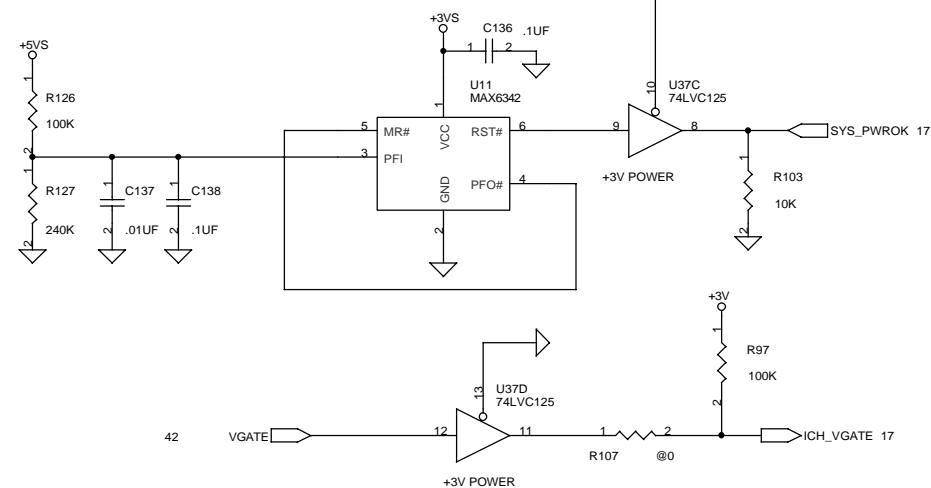 +5VS
1
R126
100K
2
1
R127
240K
2
1
C137
2
.01UF
1
C138
2
.1UF
+3VS
C136 .1UF
1
2
U11
MAX6342
1
5
MR#
VCC
RST#
6
3
PFI
PFO#
4
GND
2
10
U37C
74LVC125
9
8
+3V POWER
SYS_PWROK 17
1
R103
10K
2
+3V
1
R97
100K
2
13
U37D
74LVC125
42
VGATE
12
11
1
2
R107
@0
ICH_VGATE 17
+3V POWER